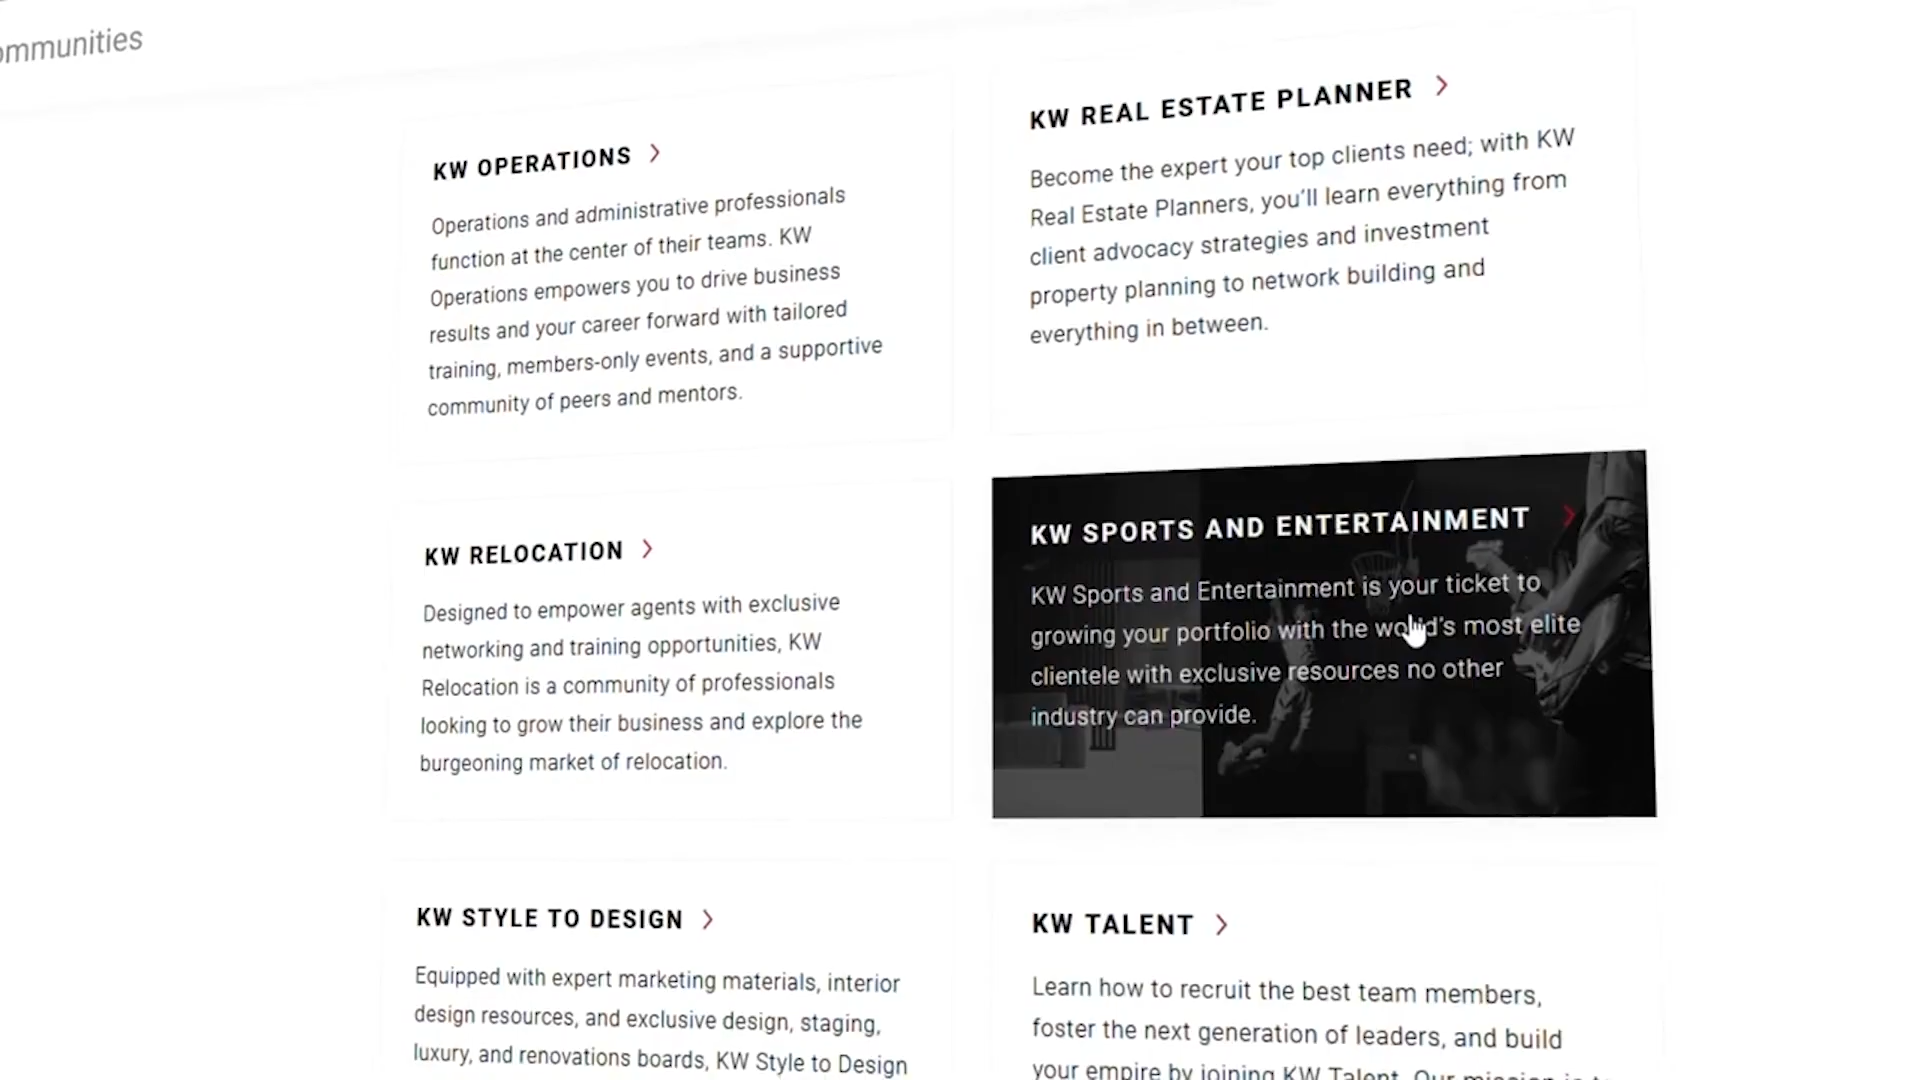 ommunities
KW OPERATIONS
Operations and administrative professionals
function at the center of their teams. KW
Operations empowers you to drive business
results and your career forward with tailored
training, members-only events, and a supportive
community of peers and mentors.
KW REAL ESTATE PLANNER
Become the expert your top clients need; with KW
Real Estate Planners, you'll learn everything from
client advocacy strategies and investment
property planning to network building and
everything in between.
KW RELOCATION
Designed to empower agents with exclusive
networking and training opportunities, KW
Relocation is a community of professionals
looking to grow their business and explore the
burgeoning market of relocation.
KW SPORTS AND ENTERTAINMENT
KW Sports and Entertainment is your ticket to
growing your portfolio with the world's most elite
clientele with exclusive resources no other
industry can provide.
KW STYLE TO DESIGN
Equipped with expert marketing materials, interior
design resources, and exclusive design, staging,
luxury, and renovations boards, KW Style to Design
KW TALENT
Learn how to recruit the best team members,
foster the next generation of leaders, and build
your empire by joining KW Talent. Our mission is to